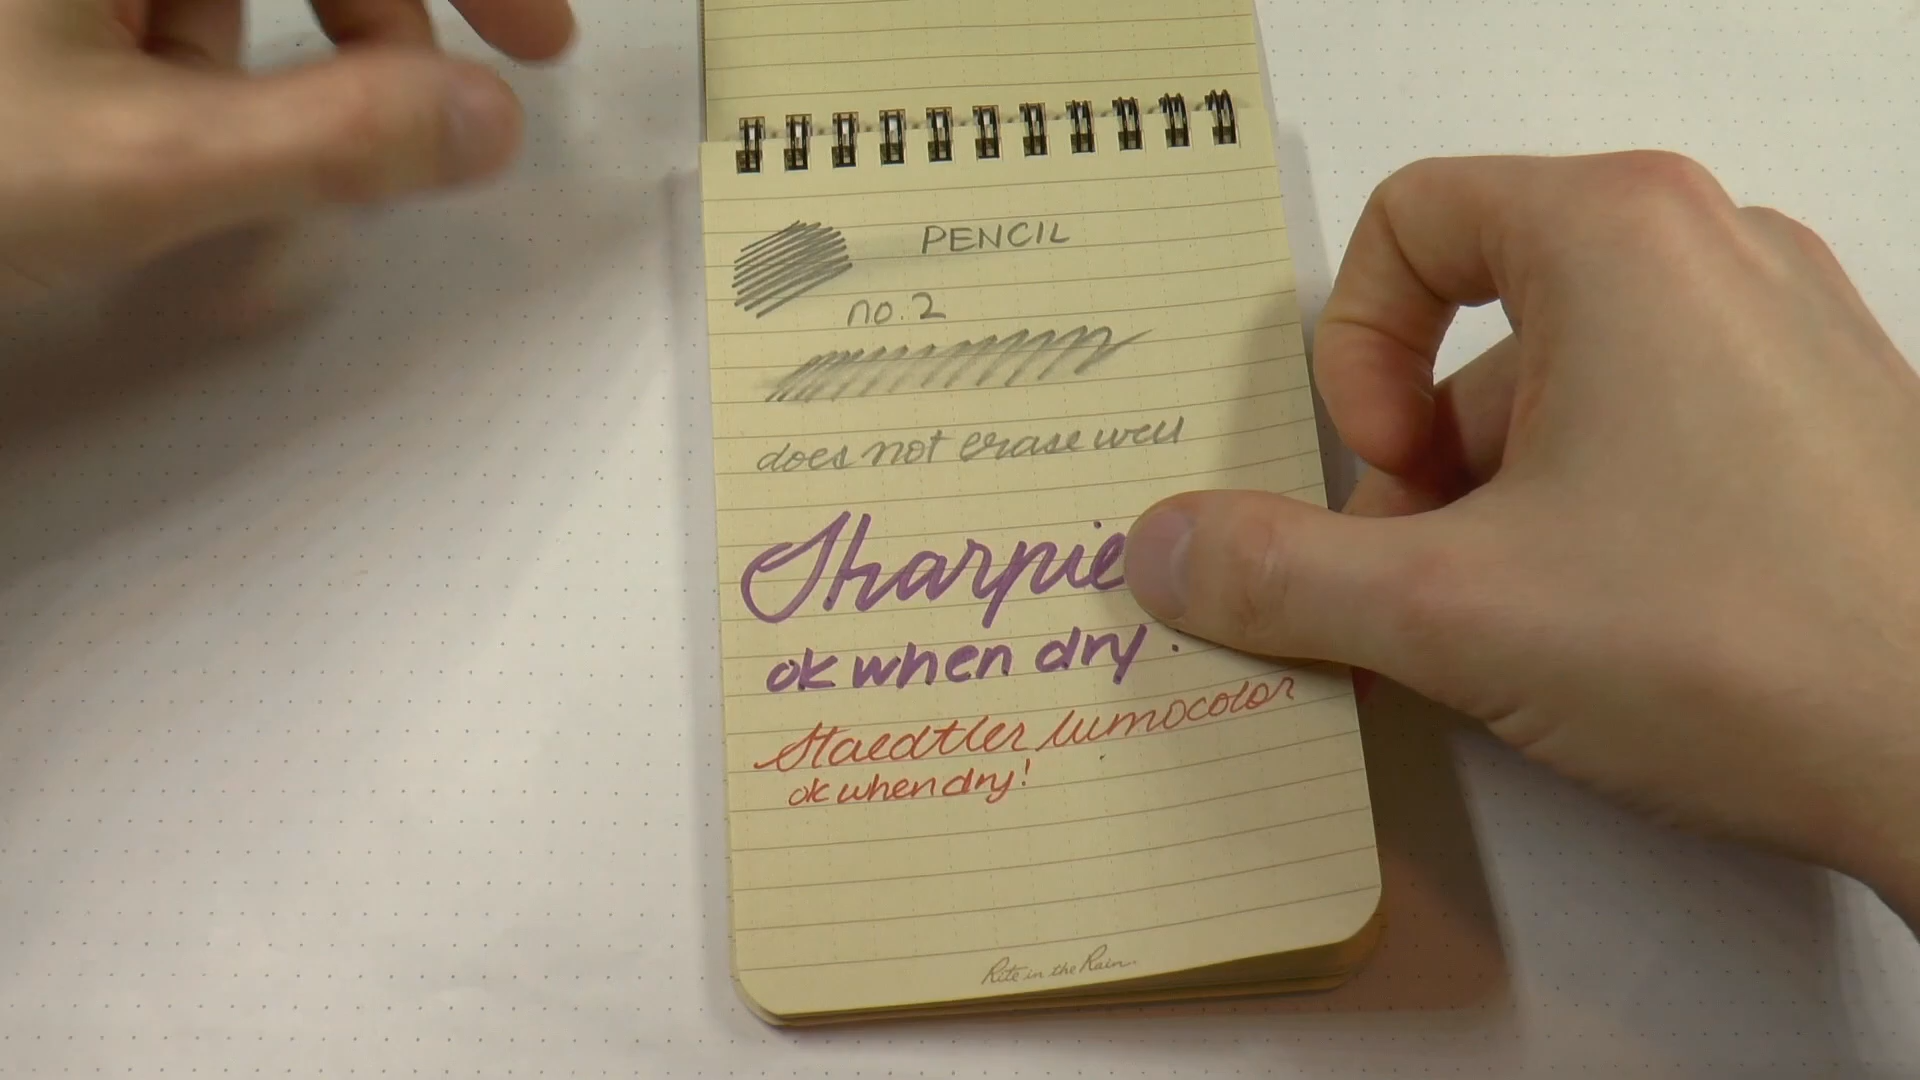 PENCIL
no. 2
does not erase well
Sharpie
ok when dry.
Staedtler lumocolor
ok when dry!
Rite in the Rain